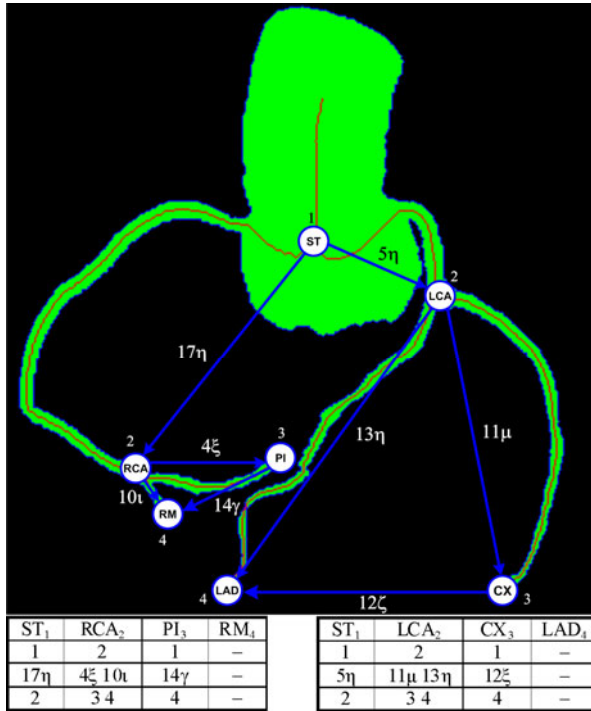 1
ST
5η
2
LCA
17η
13η
11μ
2
RCA
4ξ
3
PI
10ι
14γ
RM
4
4
LAD
12ζ
CX
3
ST₁ RCA₂ PI₃ RM₄
1 2 1 –
17η 4ξ 10ι 14γ –
2 3 4 4 –
ST₁ LCA₂ CX₃ LAD₄
1 2 1 –
5η 11μ 13η 12ξ –
2 3 4 4 –